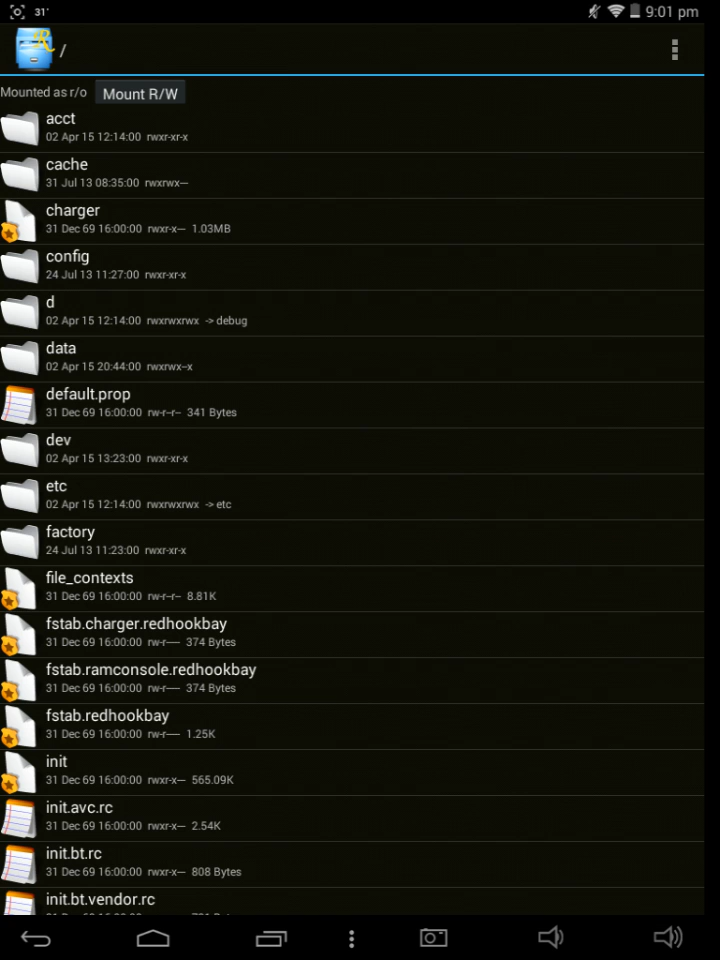 31°
9:01 pm
R
/
Mounted as r/o Mount R/W
acct
02 Apr 15 12:14:00 rwxr-xr-x
cache
31 Jul 13 08:35:00 rwxrwx---
charger
31 Dec 69 16:00:00 rwxr-x--- 1.03MB
config
24 Jul 13 11:27:00 rwxr-xr-x
d
02 Apr 15 12:14:00 rwxrwxrwx -> debug
data
02 Apr 15 20:44:00 rwxrwx--x
default.prop
31 Dec 69 16:00:00 rw-r--r-- 341 Bytes
dev
02 Apr 15 13:23:00 rwxr-xr-x
etc
02 Apr 15 12:14:00 rwxrwxrwx -> etc
factory
24 Jul 13 11:23:00 rwxr-xr-x
file_contexts
31 Dec 69 16:00:00 rw-r--r-- 8.81K
fstab.charger.redhookbay
31 Dec 69 16:00:00 rw-r----- 374 Bytes
fstab.ramconsole.redhookbay
31 Dec 69 16:00:00 rw-r----- 374 Bytes
fstab.redhookbay
31 Dec 69 16:00:00 rw-r----- 1.25K
init
31 Dec 69 16:00:00 rwxr-x--- 565.09K
init.avc.rc
31 Dec 69 16:00:00 rwxr-x--- 2.54K
init.bt.rc
31 Dec 69 16:00:00 rwxr-x--- 808 Bytes
init.bt.vendor.rc